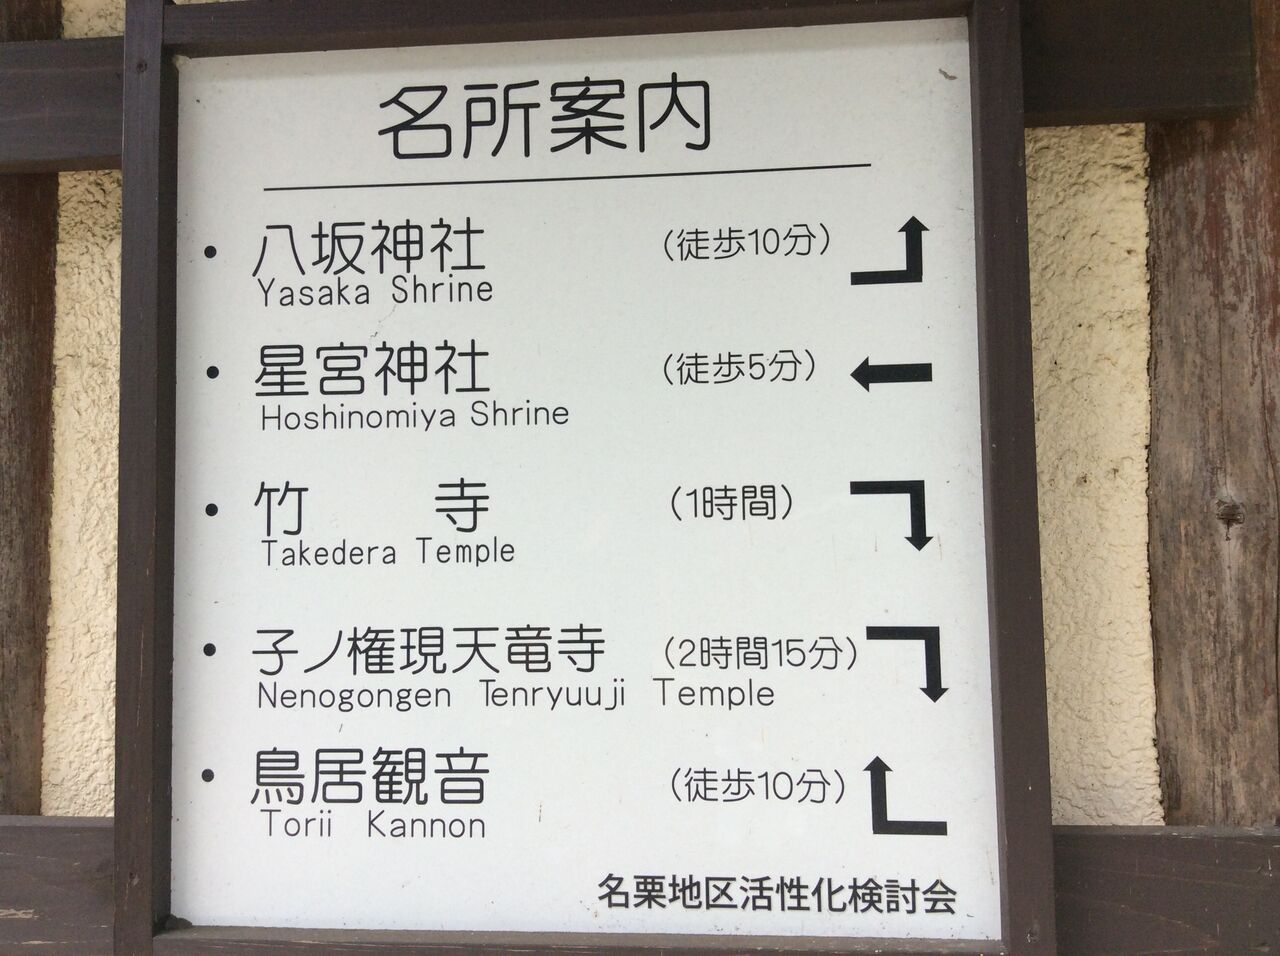 名所案内
・八坂神社 (徒歩10分)
Yasaka Shrine
・星宮神社 (徒歩5分)
Hoshinomiya Shrine
・竹 寺 (1時間)
Takedera Temple
・子ノ権現天竜寺 (2時間15分)
Nenogongen Tenryuuji Temple
・鳥居観音 (徒歩10分)
Torii Kannon
名栗地区活性化検討会